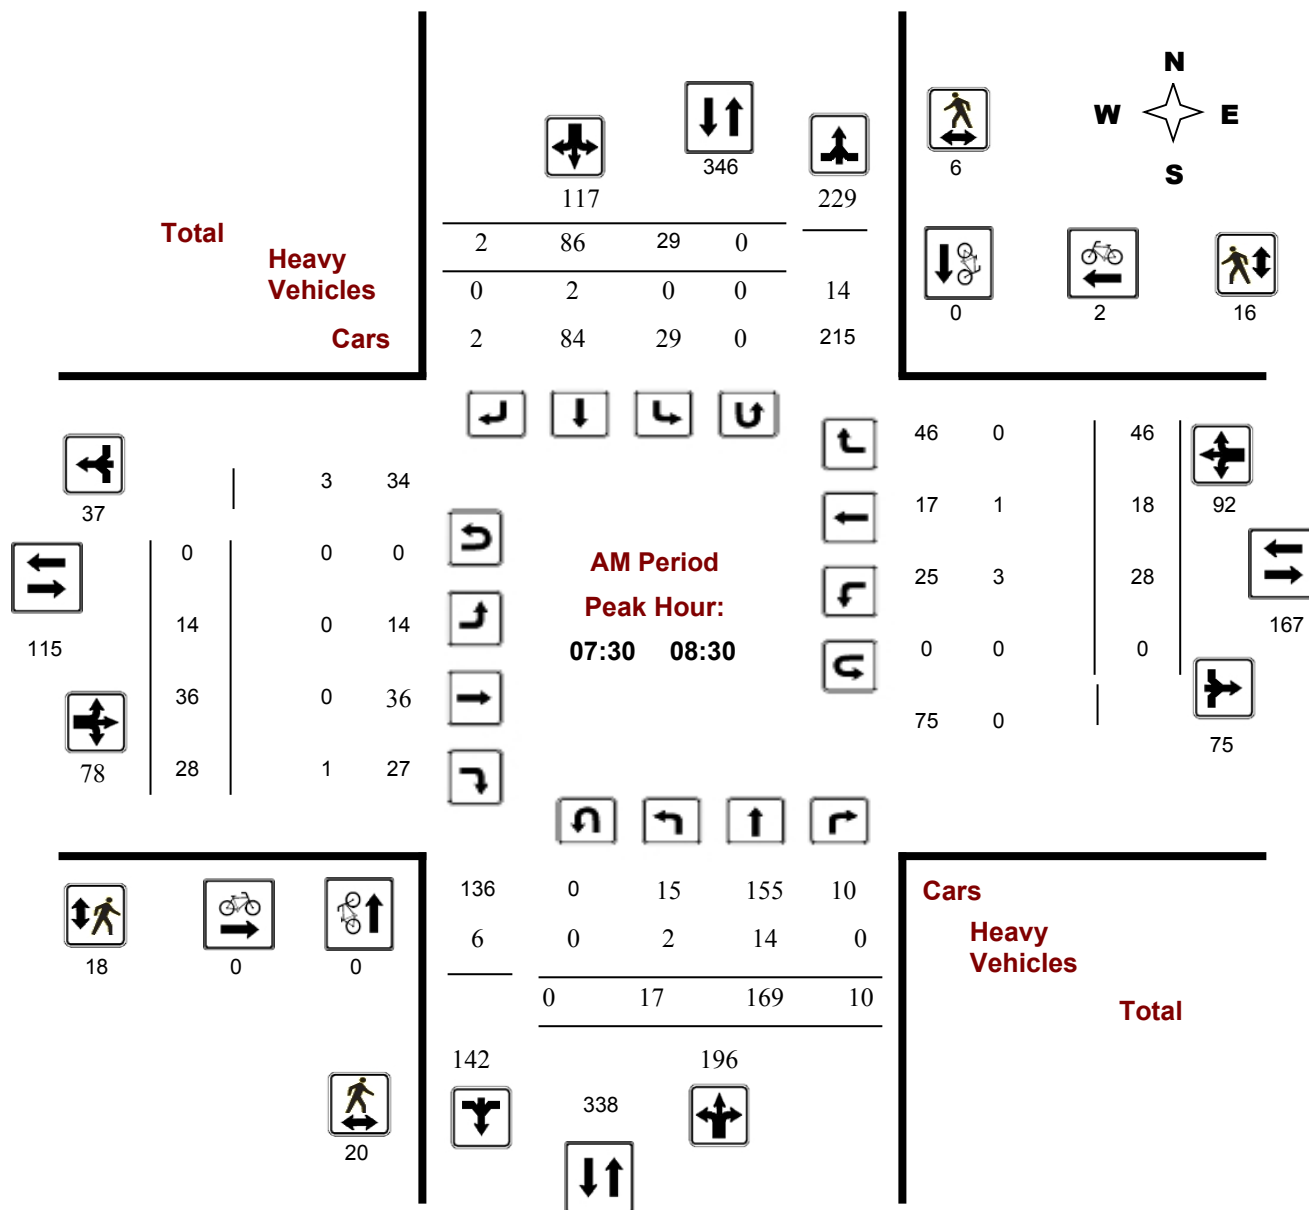 N
W E
S
346
6
117 229
Total 2 86 29 0
Heavy
Vehicles 0 2 0 0 14
Cars 2 84 29 0 215
0 2 16
46 0 46
3 34
37
17 1 18 92
0 0 0
AM Period
25 3 28
Peak Hour:
14 0 14
167
115
07:30 08:30
0 0 0
36 0 36
75 0
75
78 28 1 27
136 0 15 155 10 Cars
6 0 2 14 0 Heavy
Vehicles
18 0 0
0 17 169 10
Total
142 196
338
20